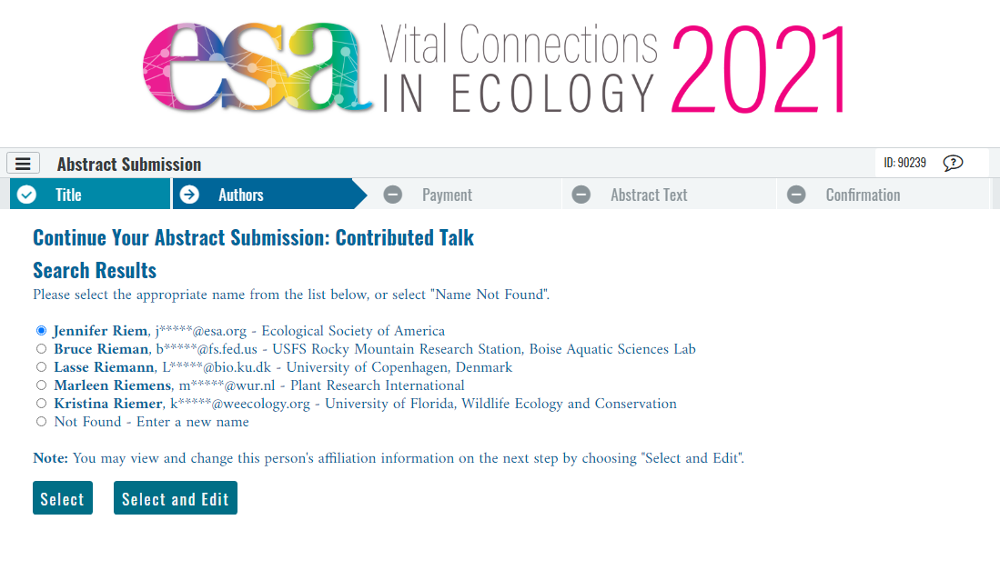 esa Vital Connections IN ECOLOGY 2021
Abstract Submission ID: 90239 ?
Title Authors Payment Abstract Text Confirmation
Continue Your Abstract Submission: Contributed Talk
Search Results
Please select the appropriate name from the list below, or select "Name Not Found".
Jennifer Riem, j*****@esa.org - Ecological Society of America
Bruce Rieman, b*****@fs.fed.us - USFS Rocky Mountain Research Station, Boise Aquatic Sciences Lab
Lasse Riemann, L*****@bio.ku.dk - University of Copenhagen, Denmark
Marleen Riemens, m*****@wur.nl - Plant Research International
Kristina Riemer, k*****@weecology.org - University of Florida, Wildlife Ecology and Conservation
Not Found - Enter a new name
Note: You may view and change this person's affiliation information on the next step by choosing "Select and Edit".
Select Select and Edit